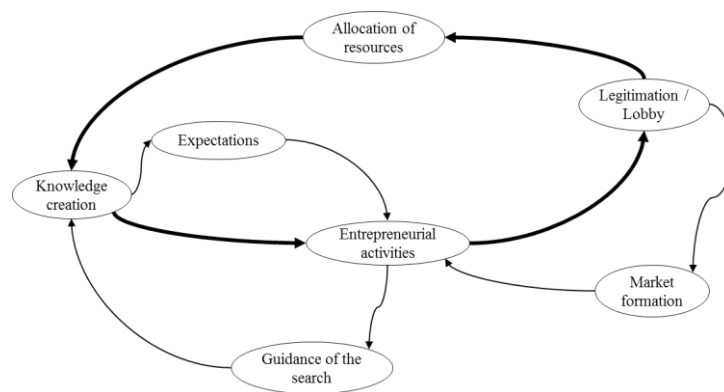 Allocation of
resources
Legitimation /
Lobby
Expectations
Knowledge
creation
Entrepreneurial
activities
Market
formation
Guidance of the
search